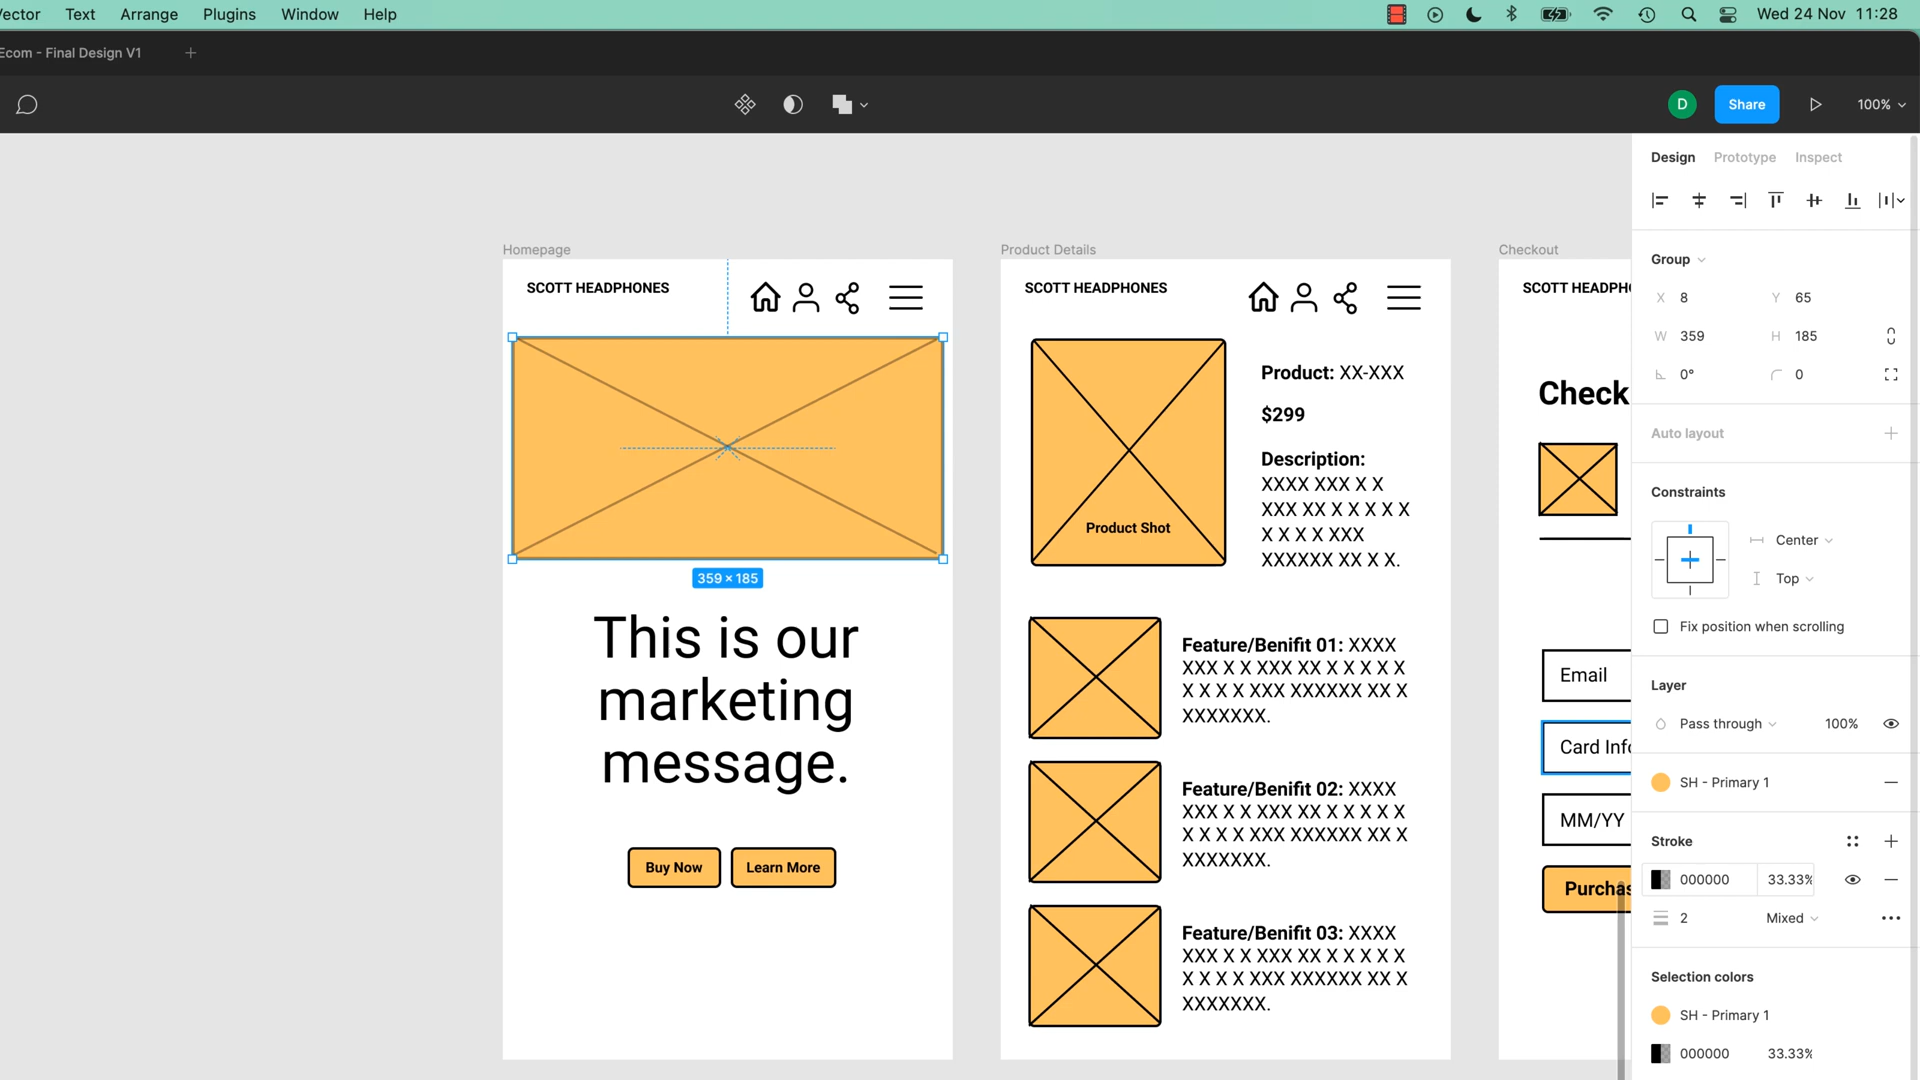 Vector Text Arrange Plugins Window Help Wed 24 Nov 11:28
Ecom - Final Design V1
D Share 100%
Design Prototype Inspect
Group
X 8 Y 65
W 359 H 185
0° 0
Auto layout
Constraints
Center
Top
Fix position when scrolling
Layer
Pass through 100%
SH - Primary 1
Stroke
000000 33.33%
2 Mixed
Selection colors
SH - Primary 1
000000 33.33%
Homepage
SCOTT HEADPHONES
359 × 185
This is our
marketing
message.
Buy Now Learn More
Product Details
SCOTT HEADPHONES
Product Shot
Product: XX-XXX
$299
Description:
XXXX XXX X X
XXX XX X X X X X
X X X X XXX
XXXXXX XX X X.
Feature/Benifit 01: XXXX
XXX X X XXX XX X X X X X
X X X X XXX XXXXXX XX X
XXXXXXX.
Feature/Benifit 02: XXXX
XXX X X XXX XX X X X X X
X X X X XXX XXXXXX XX X
XXXXXXX.
Feature/Benifit 03: XXXX
XXX X X XXX XX X X X X X
X X X X XXX XXXXXX XX X
XXXXXXX.
Checkout
SCOTT HEADPH
Check
Email
Card Info
MM/YY
Purchas